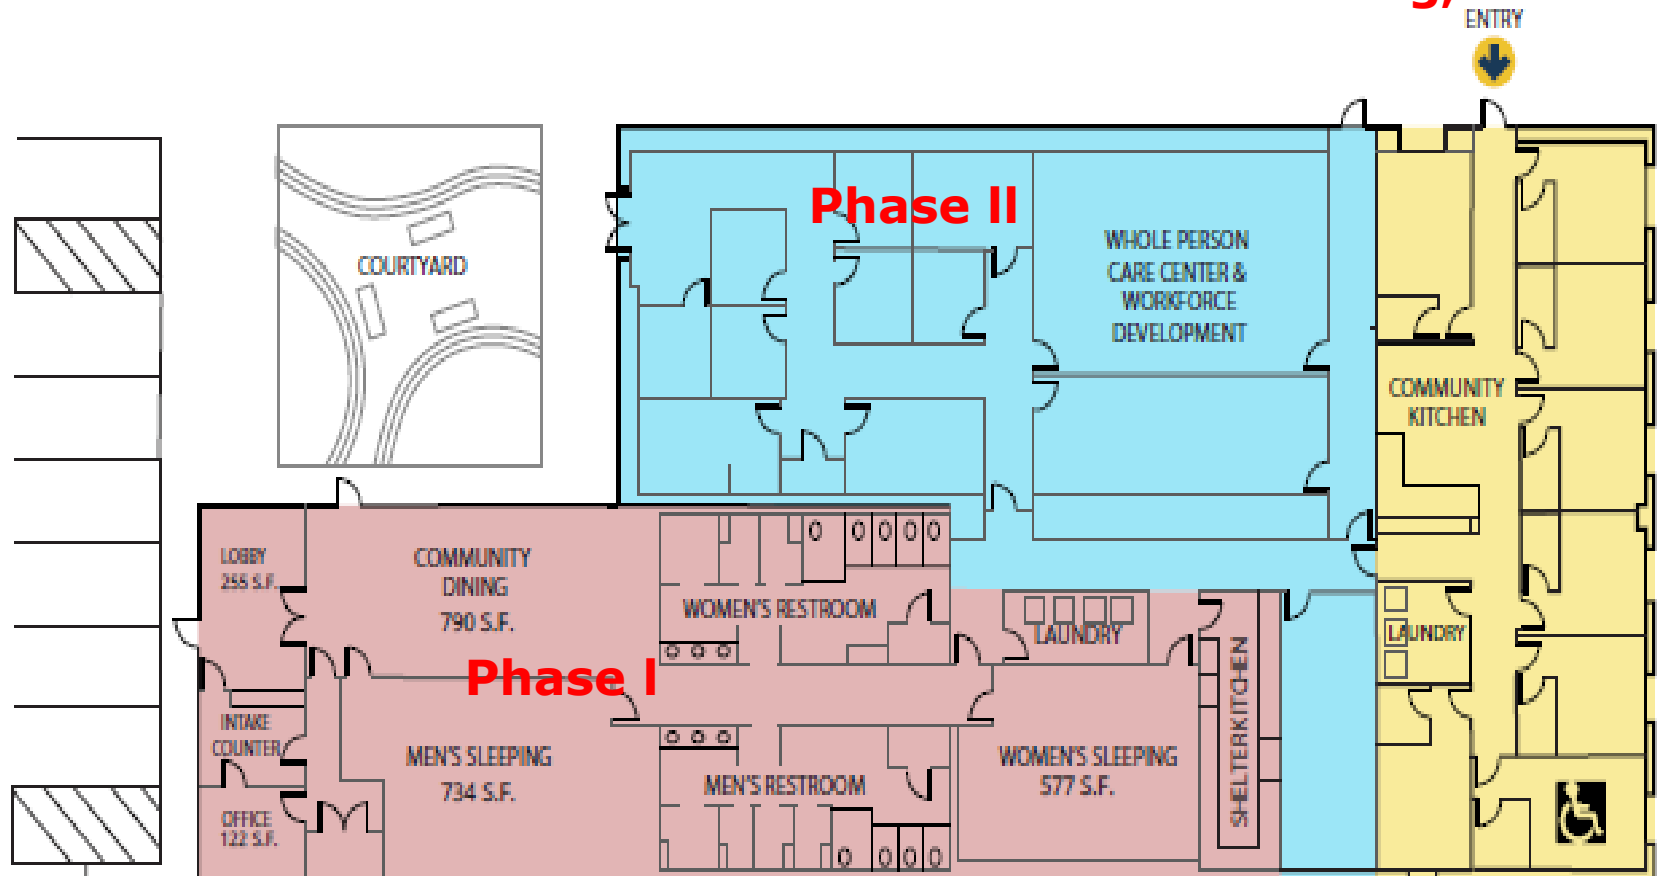 ENTRY
Phase II
WHOLE PERSON
CARE CENTER &
WORKFORCE
DEVELOPMENT
COURTYARD
COMMUNITY
KITCHEN
LOBBY
255 S.F.
COMMUNITY
DINING
790 S.F.
WOMEN'S RESTROOM
LAUNDRY
LAUNDRY
Phase I
SHELTER KITCHEN
INTAKE
COUNTER
MEN'S SLEEPING
734 S.F.
MEN'S RESTROOM
WOMEN'S SLEEPING
577 S.F.
OFFICE
122 S.F.